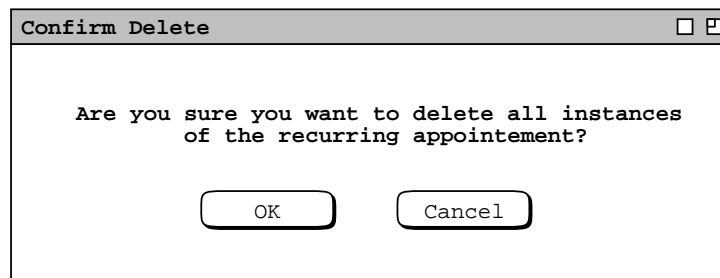 Confirm Delete
Are you sure you want to delete all instances
of the recurring appointement?
OK
Cancel